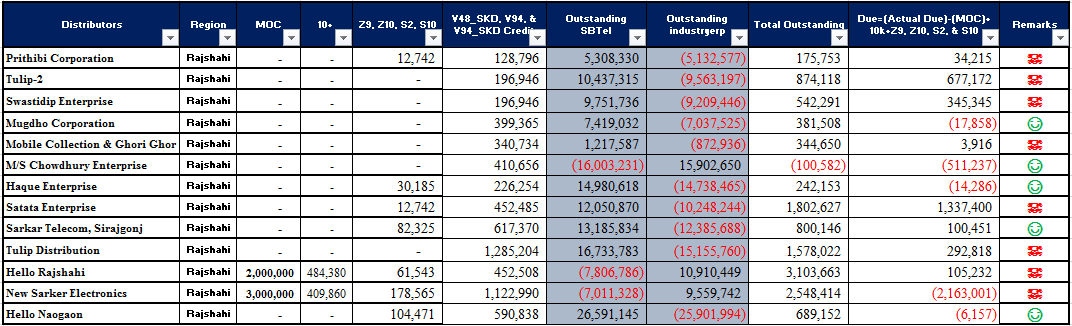 Distributors Region MOC 10+ Z9, Z10, S2, S10 V48_SKD, V94, & V94_SKD Credi Outstanding SBTel Outstanding industryerp Total Outstanding Due=(Actual Due)-(MOC)+10k+Z9, Z10, S2, & S10 Remarks
Prithibi Corporation Rajshahi - - 12,742 128,796 5,308,330 (5,132,577) 175,753 34,215
Tulip-2 Rajshahi - - - 196,946 10,437,315 (9,563,197) 874,118 677,172
Swastidip Enterprise Rajshahi - - - 196,946 9,751,736 (9,209,446) 542,291 345,345
Mugdho Corporation Rajshahi - - - 399,365 7,419,032 (7,037,525) 381,508 (17,858)
Mobile Collection & Ghori Ghor Rajshahi - - - 340,734 1,217,587 (872,936) 344,650 3,916
M/S Chowdhury Enterprise Rajshahi - - - 410,656 (16,003,231) 15,902,650 (100,582) (511,237)
Haque Enterprise Rajshahi - - 30,185 226,254 14,980,618 (14,738,465) 242,153 (14,286)
Satata Enterprise Rajshahi - - 12,742 452,485 12,050,870 (10,248,244) 1,802,627 1,337,400
Sarkar Telecom, Sirajgonj Rajshahi - - 82,325 617,370 13,185,834 (12,385,688) 800,146 100,451
Tulip Distribution Rajshahi - - - 1,285,204 16,733,783 (15,155,760) 1,578,022 292,818
Hello Rajshahi Rajshahi 2,000,000 484,380 61,543 452,508 (7,806,786) 10,910,449 3,103,663 105,232
New Sarker Electronics Rajshahi 3,000,000 409,860 178,565 1,122,990 (7,011,328) 9,559,742 2,548,414 (2,163,001)
Hello Naogaon Rajshahi - - 104,471 590,838 26,591,145 (25,901,994) 689,152 (6,157)